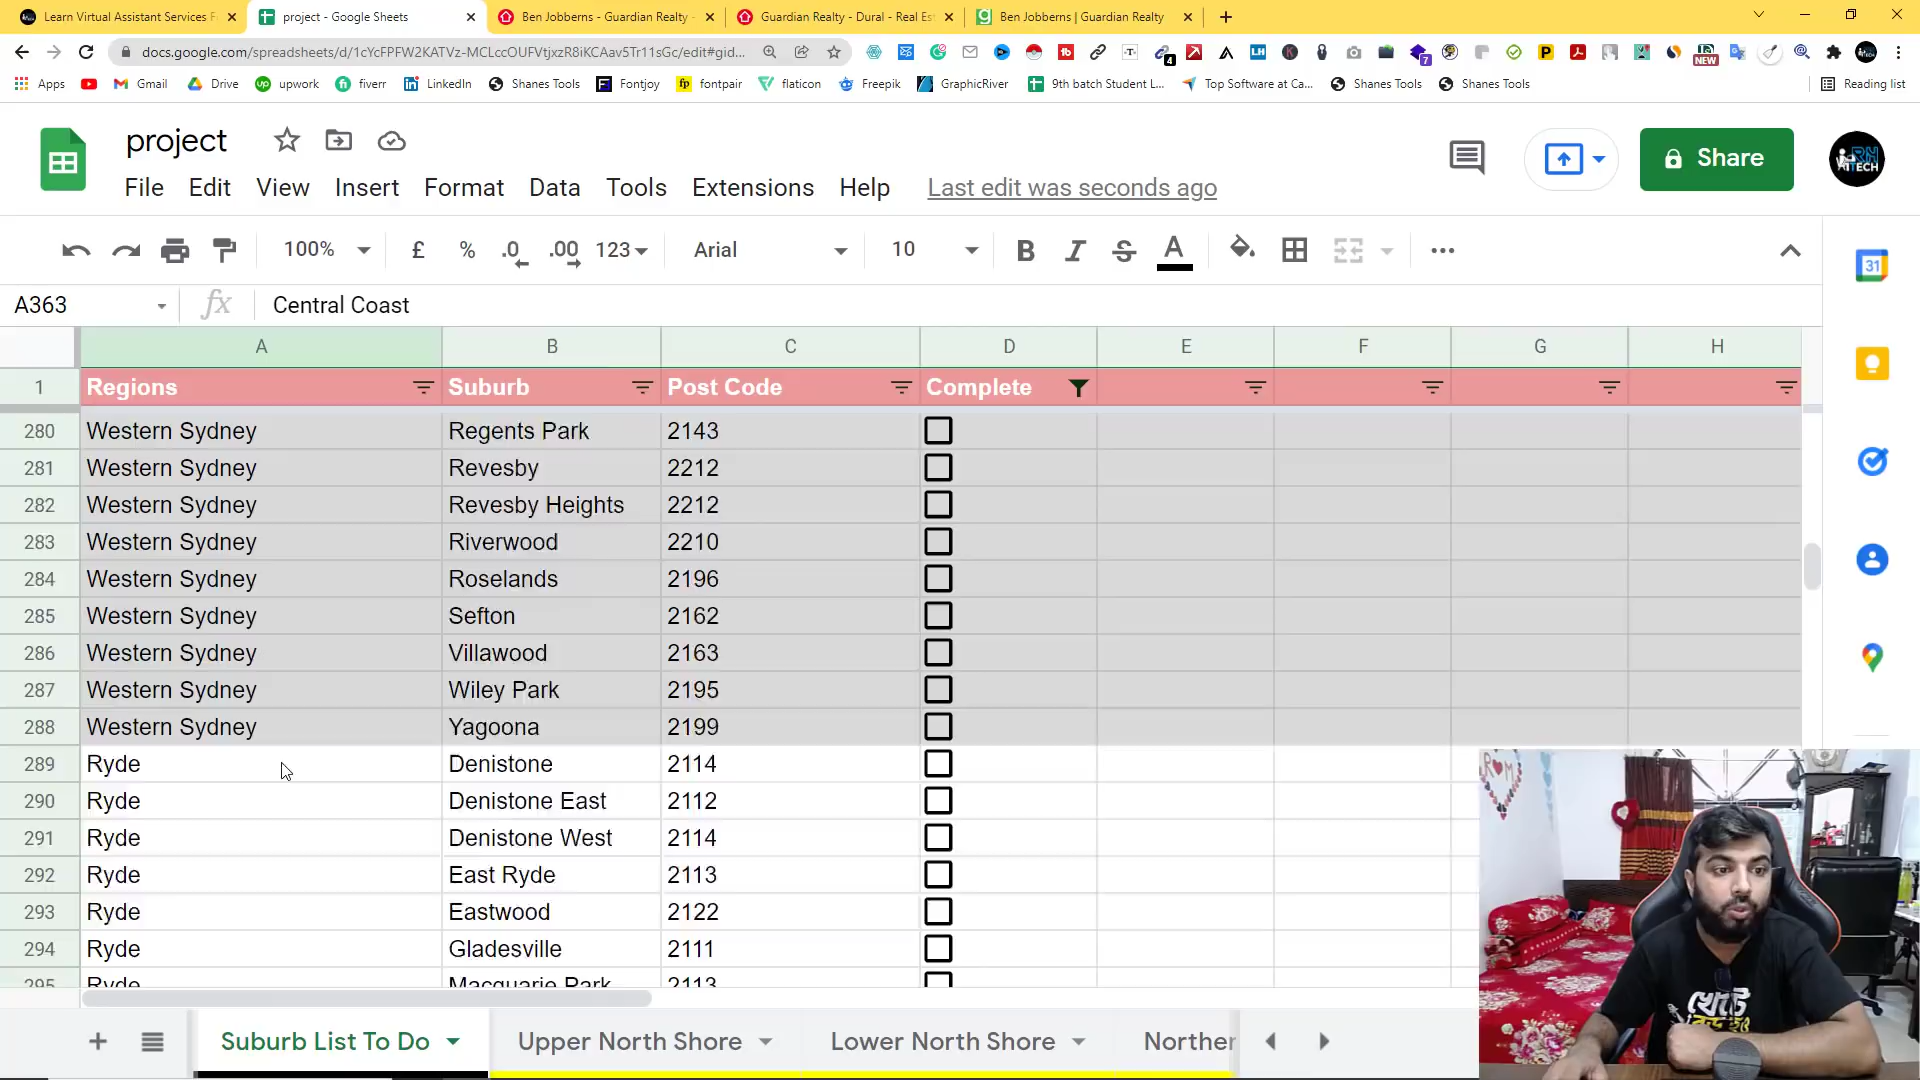 Learn Virtual Assistant Services F
project - Google Sheets
Ben Jobberns - Guardian Realty -
Guardian Realty - Dural - Real Est
Ben Jobberns | Guardian Realty
docs.google.com/spreadsheets/d/1cYcFPFW2KATVz-MCLccOUFVtjxzR8iKCAav5Tr11sGc/edit#gid...
Apps
Gmail
Drive
upwork
fiverr
LinkedIn
Shanes Tools
Fontjoy
fontpair
flaticon
Freepik
GraphicRiver
9th batch Student L...
Top Software at Ca...
Shanes Tools
Shanes Tools
Reading list
project
Share
File Edit View Insert Format Data Tools Extensions Help Last edit was seconds ago
100% £ % .0 .00 123 Arial 10 B I S A
31
A363 fx Central Coast
A B C D E F G H
1 Regions Suburb Post Code Complete
280 Western Sydney Regents Park 2143
281 Western Sydney Revesby 2212
282 Western Sydney Revesby Heights 2212
283 Western Sydney Riverwood 2210
284 Western Sydney Roselands 2196
285 Western Sydney Sefton 2162
286 Western Sydney Villawood 2163
287 Western Sydney Wiley Park 2195
288 Western Sydney Yagoona 2199
289 Ryde Denistone 2114
290 Ryde Denistone East 2112
291 Ryde Denistone West 2114
292 Ryde East Ryde 2113
293 Ryde Eastwood 2122
294 Ryde Gladesville 2111
295 Ryde Macquarie Park 2113
Suburb List To Do
Upper North Shore
Lower North Shore
Norther